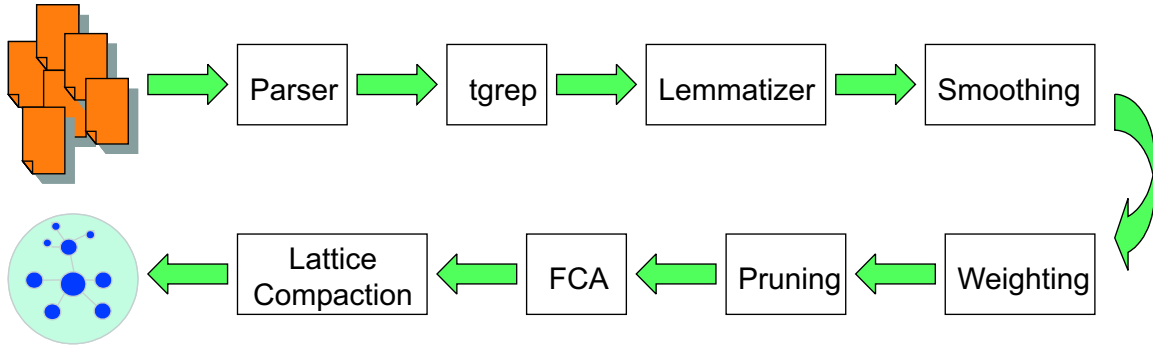 Parser
tgrep
Lemmatizer
Smoothing
Lattice
Compaction
FCA
Pruning
Weighting